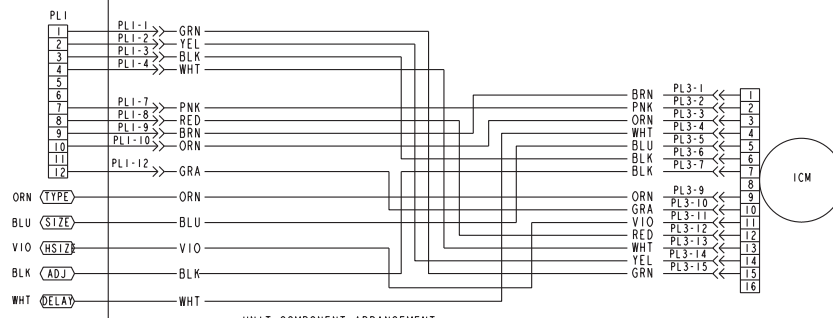 PL1
1 PL1-1 GRN
2 PL1-2 YEL
3 PL1-3 BLK
4 PL1-4 WHT
5
6
7 PL1-7 PNK
8 PL1-8 RED
9 PL1-9 BRN
10 PL1-10 ORN
11
12 PL1-12 GRA
ORN TYPE ORN
BLU SIZE BLU
VIO HSIZE VIO
BLK ADJ BLK
WHT DELAY WHT
BRN PL3-1 1
PNK PL3-2 2
ORN PL3-3 3
WHT PL3-4 4
BLU PL3-5 5
BLK PL3-6 6
BLK PL3-7 7
8
ORN PL3-9 9
GRA PL3-10 10
VIO PL3-11 11
RED PL3-12 12
WHT PL3-13 13
YEL PL3-14 14
GRN PL3-15 15
16
ICM
UNIT COMPONENT ARRANGEMENT